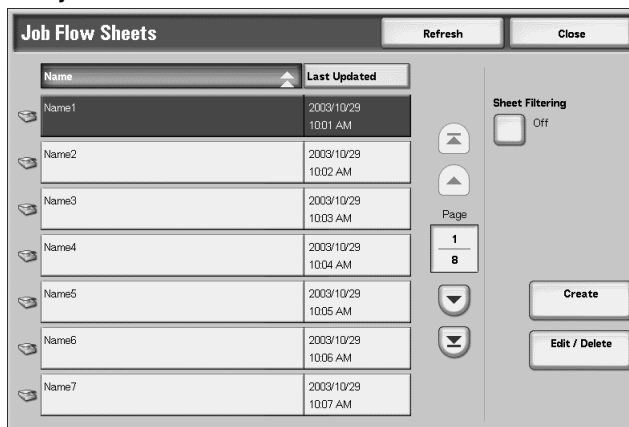 Job Flow Sheets
Refresh
Close
Name
Last Updated
Name1
2003/10/29
10:01 AM
Name2
2003/10/29
10:02 AM
Name3
2003/10/29
10:03 AM
Name4
2003/10/29
10:04 AM
Name5
2003/10/29
10:05 AM
Name6
2003/10/29
10:06 AM
Name7
2003/10/29
10:07 AM
Page
1
8
Sheet Filtering
Off
Create
Edit / Delete